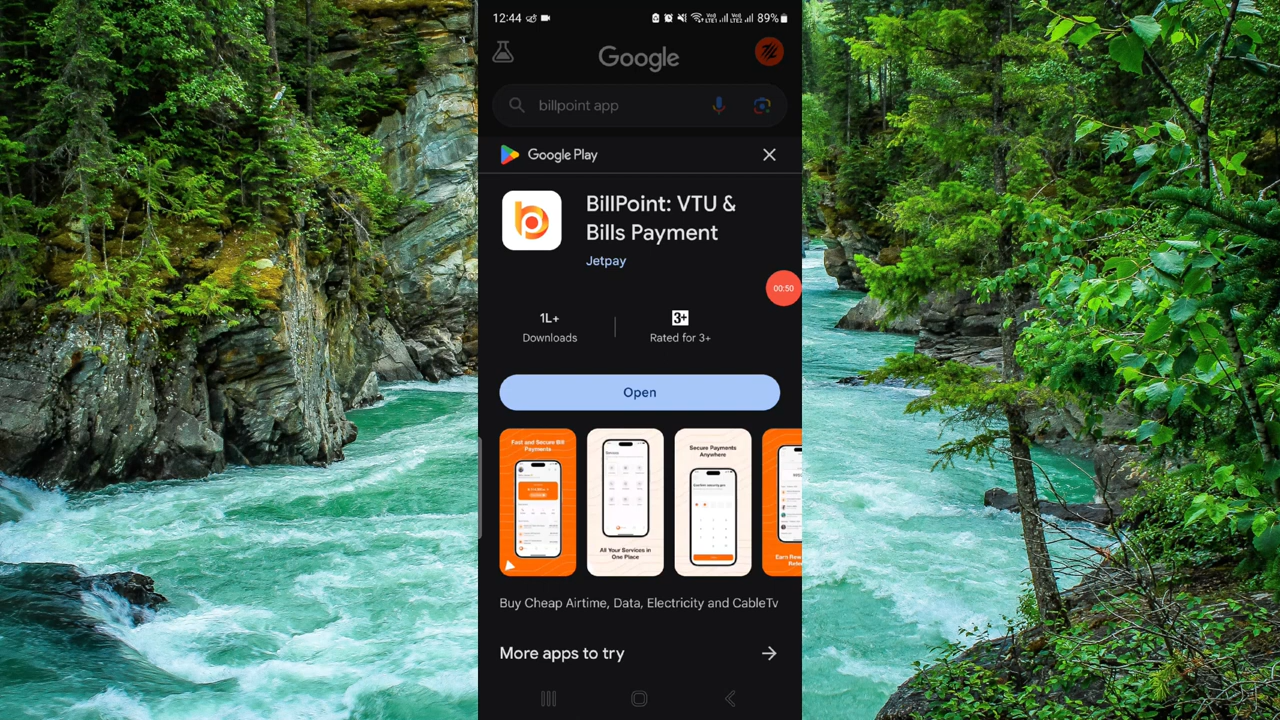 12:44
89%
Google
billpoint app
Google Play
BillPoint: VTU &
Bills Payment
Jetpay
00:50
1L+
Downloads
3+
Rated for 3+
Open
Fast and Secure Bill
Payments
Services
All Your Services in
One Place
Secure Payments
Anywhere
Buy Cheap Airtime, Data, Electricity and CableTv
More apps to try